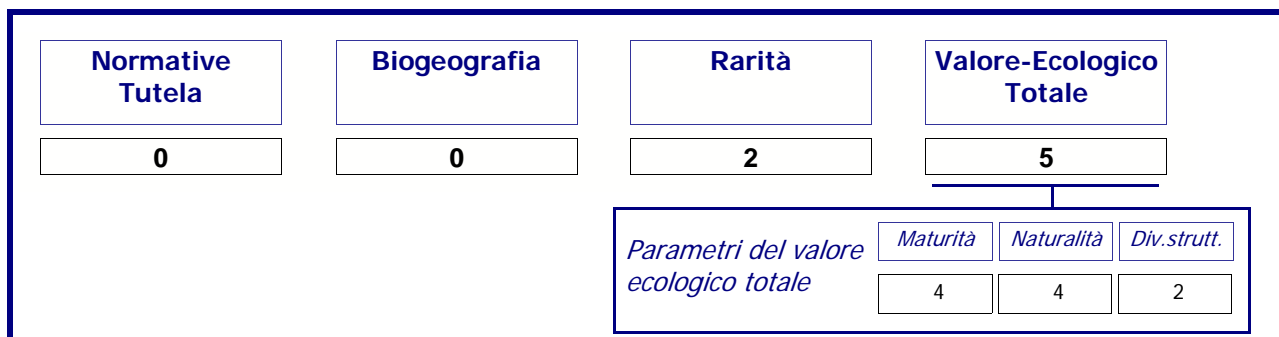 Normative
Tutela
Biogeografia
Rarità
Valore-Ecologico
Totale
0
0
2
5
Parametri del valore
ecologico totale
Maturità
Naturalità
Div.strutt.
4
4
2